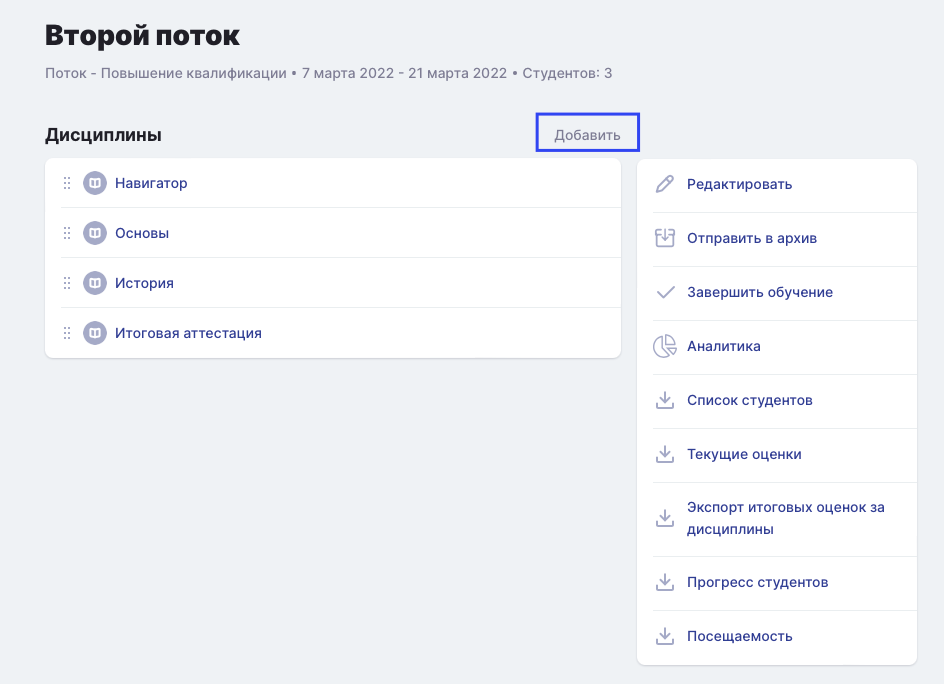 Второй поток
Поток - Повышение квалификации • 7 марта 2022 - 21 марта 2022 • Студентов: 3
Дисциплины
Добавить
Навигатор
Основы
История
Итоговая аттестация
Редактировать
Отправить в архив
Завершить обучение
Аналитика
Список студентов
Текущие оценки
Экспорт итоговых оценок за
дисциплины
Прогресс студентов
Посещаемость